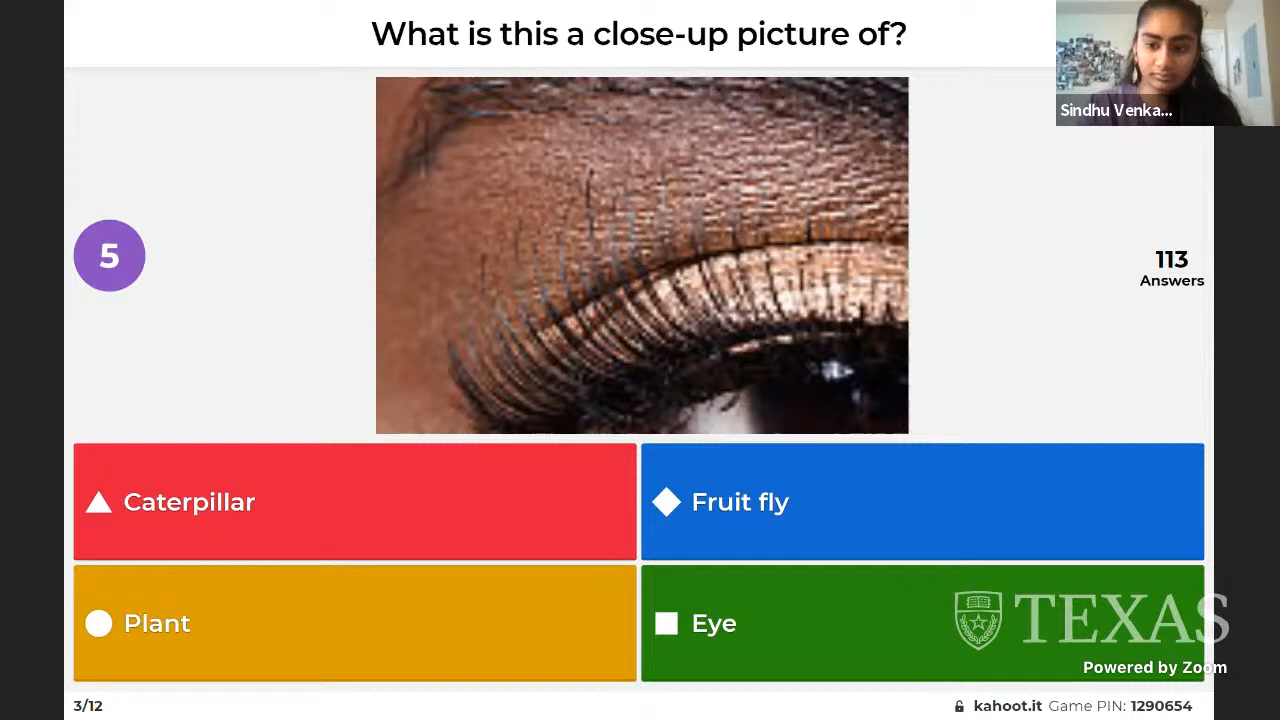 What is this a close-up picture of?
Sindhu Venka...
5
113
Answers
Caterpillar
Fruit fly
Plant
Eye
TEXAS
Powered by Zoom
3/12
kahoot.it Game PIN: 1290654